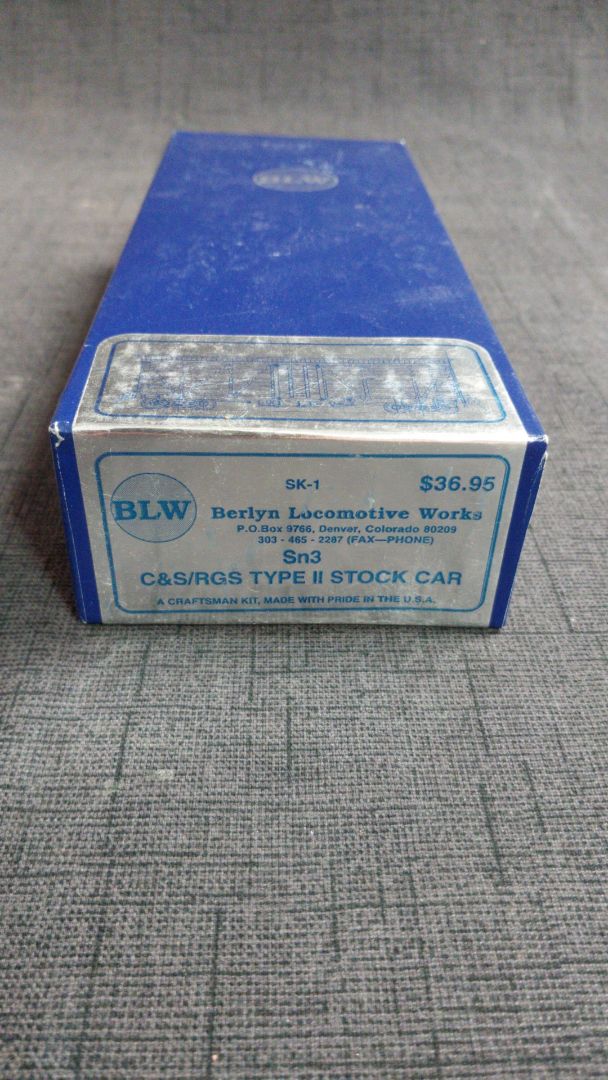 BLW
SK-1
$36.95
BLW
Berlyn Locomotive Works
P.O.Box 9766, Denver, Colorado 80209
303 - 465 - 2287 (FAX—PHONE)
Sn3
C&S/RGS TYPE II STOCK CAR
A CRAFTSMAN KIT, MADE WITH PRIDE IN THE U.S.A.